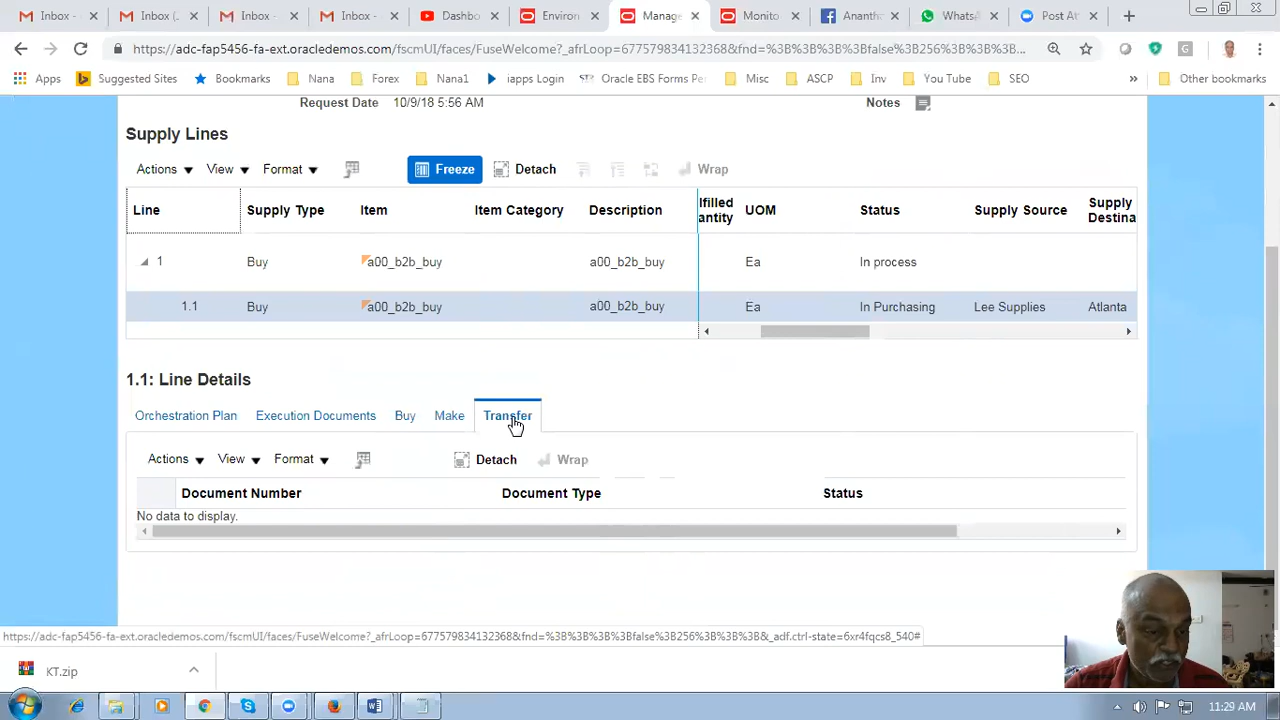 Inbox - 
Inbox (
Inbox - 
Inbox - 
Dashbo
Environ
Manage
Monito
Anantha
WhatsA
Post At
https://adc-fap5456-fa-ext.oracledemos.com/fscmUI/faces/FuseWelcome?_afrLoop=677579834132368&fnd=%3B%3B%3B%3Bfalse%3B256%3B%3B%3B&...
Apps
Suggested Sites
Bookmarks
Nana
Forex
Nana1
iapps Login
Oracle EBS Forms Per
Misc
ASCP
Inv
You Tube
SEO
»
Other bookmarks
Request Date 10/9/18 5:56 AM
Notes
Supply Lines
Actions View Format Freeze Detach Wrap
Line Supply Type Item Item Category Description lfilled antity UOM Status Supply Source Supply Destina
1 Buy a00_b2b_buy a00_b2b_buy Ea In process
1.1 Buy a00_b2b_buy a00_b2b_buy Ea In Purchasing Lee Supplies Atlanta
1.1: Line Details
Orchestration Plan Execution Documents Buy Make Transfer
Actions View Format Detach Wrap
Document Number Document Type Status
No data to display.
https://adc-fap5456-fa-ext.oracledemos.com/fscmUI/faces/FuseWelcome?_afrLoop=677579834132368&fnd=%3B%3B%3B%3Bfalse%3B256%3B%3B%3B&_adf.ctrl-state=6xr4fqcs8_540#
KT.zip
11:29 AM